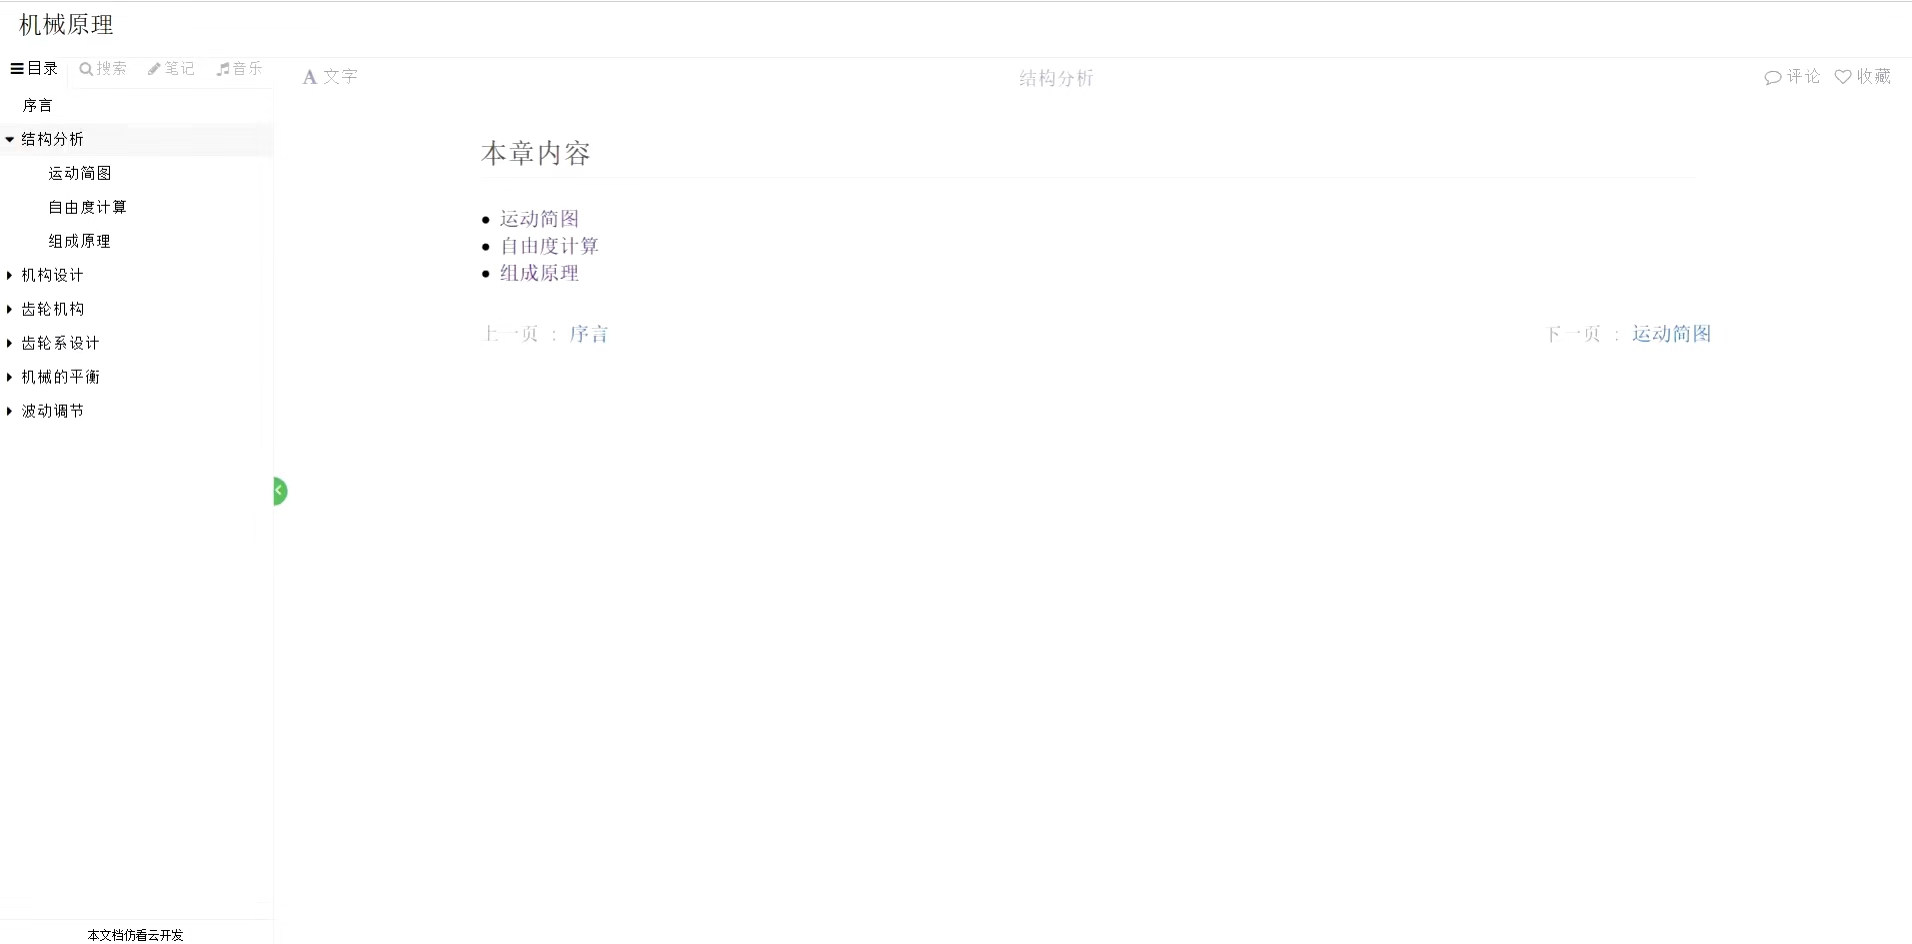 机械原理
目录 搜索 笔记 音乐
A 文字 结构分析 评论 收藏
序言
结构分析
运动简图
自由度计算
组成原理
机构设计
齿轮机构
齿轮系设计
机械的平衡
波动调节
本文档仿看云开发
本章内容
运动简图
自由度计算
组成原理
上一页 : 序言 下一页 : 运动简图